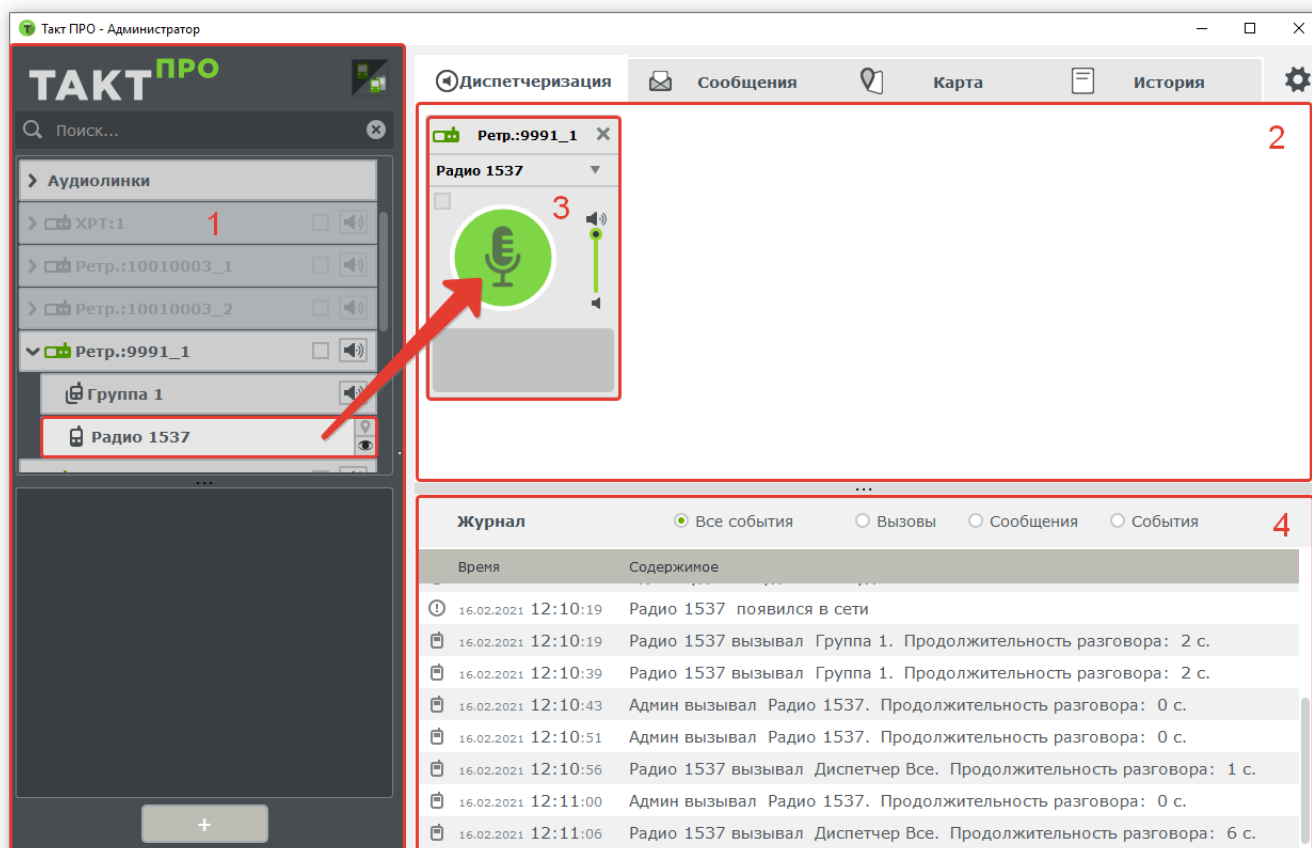 Такт ПРО - Администратор
ТАКТ ПРО
Поиск...
Аудиолинки
1
ХРТ:1
Ретр.:10010003_1
Ретр.:10010003_2
Ретр.:9991_1
Группа 1
Радио 1537
+
Диспетчеризация Сообщения Карта История
2
Ретр.:9991_1
Радио 1537
3
Журнал Все события Вызовы Сообщения События 4
Время Содержимое
16.02.2021 12:10:19 Радио 1537 появился в сети
16.02.2021 12:10:19 Радио 1537 вызывал Группа 1. Продолжительность разговора: 2 с.
16.02.2021 12:10:39 Радио 1537 вызывал Группа 1. Продолжительность разговора: 2 с.
16.02.2021 12:10:43 Админ вызывал Радио 1537. Продолжительность разговора: 0 с.
16.02.2021 12:10:51 Админ вызывал Радио 1537. Продолжительность разговора: 0 с.
16.02.2021 12:10:56 Радио 1537 вызывал Диспетчер Все. Продолжительность разговора: 1 с.
16.02.2021 12:11:00 Админ вызывал Радио 1537. Продолжительность разговора: 0 с.
16.02.2021 12:11:06 Радио 1537 вызывал Диспетчер Все. Продолжительность разговора: 6 с.